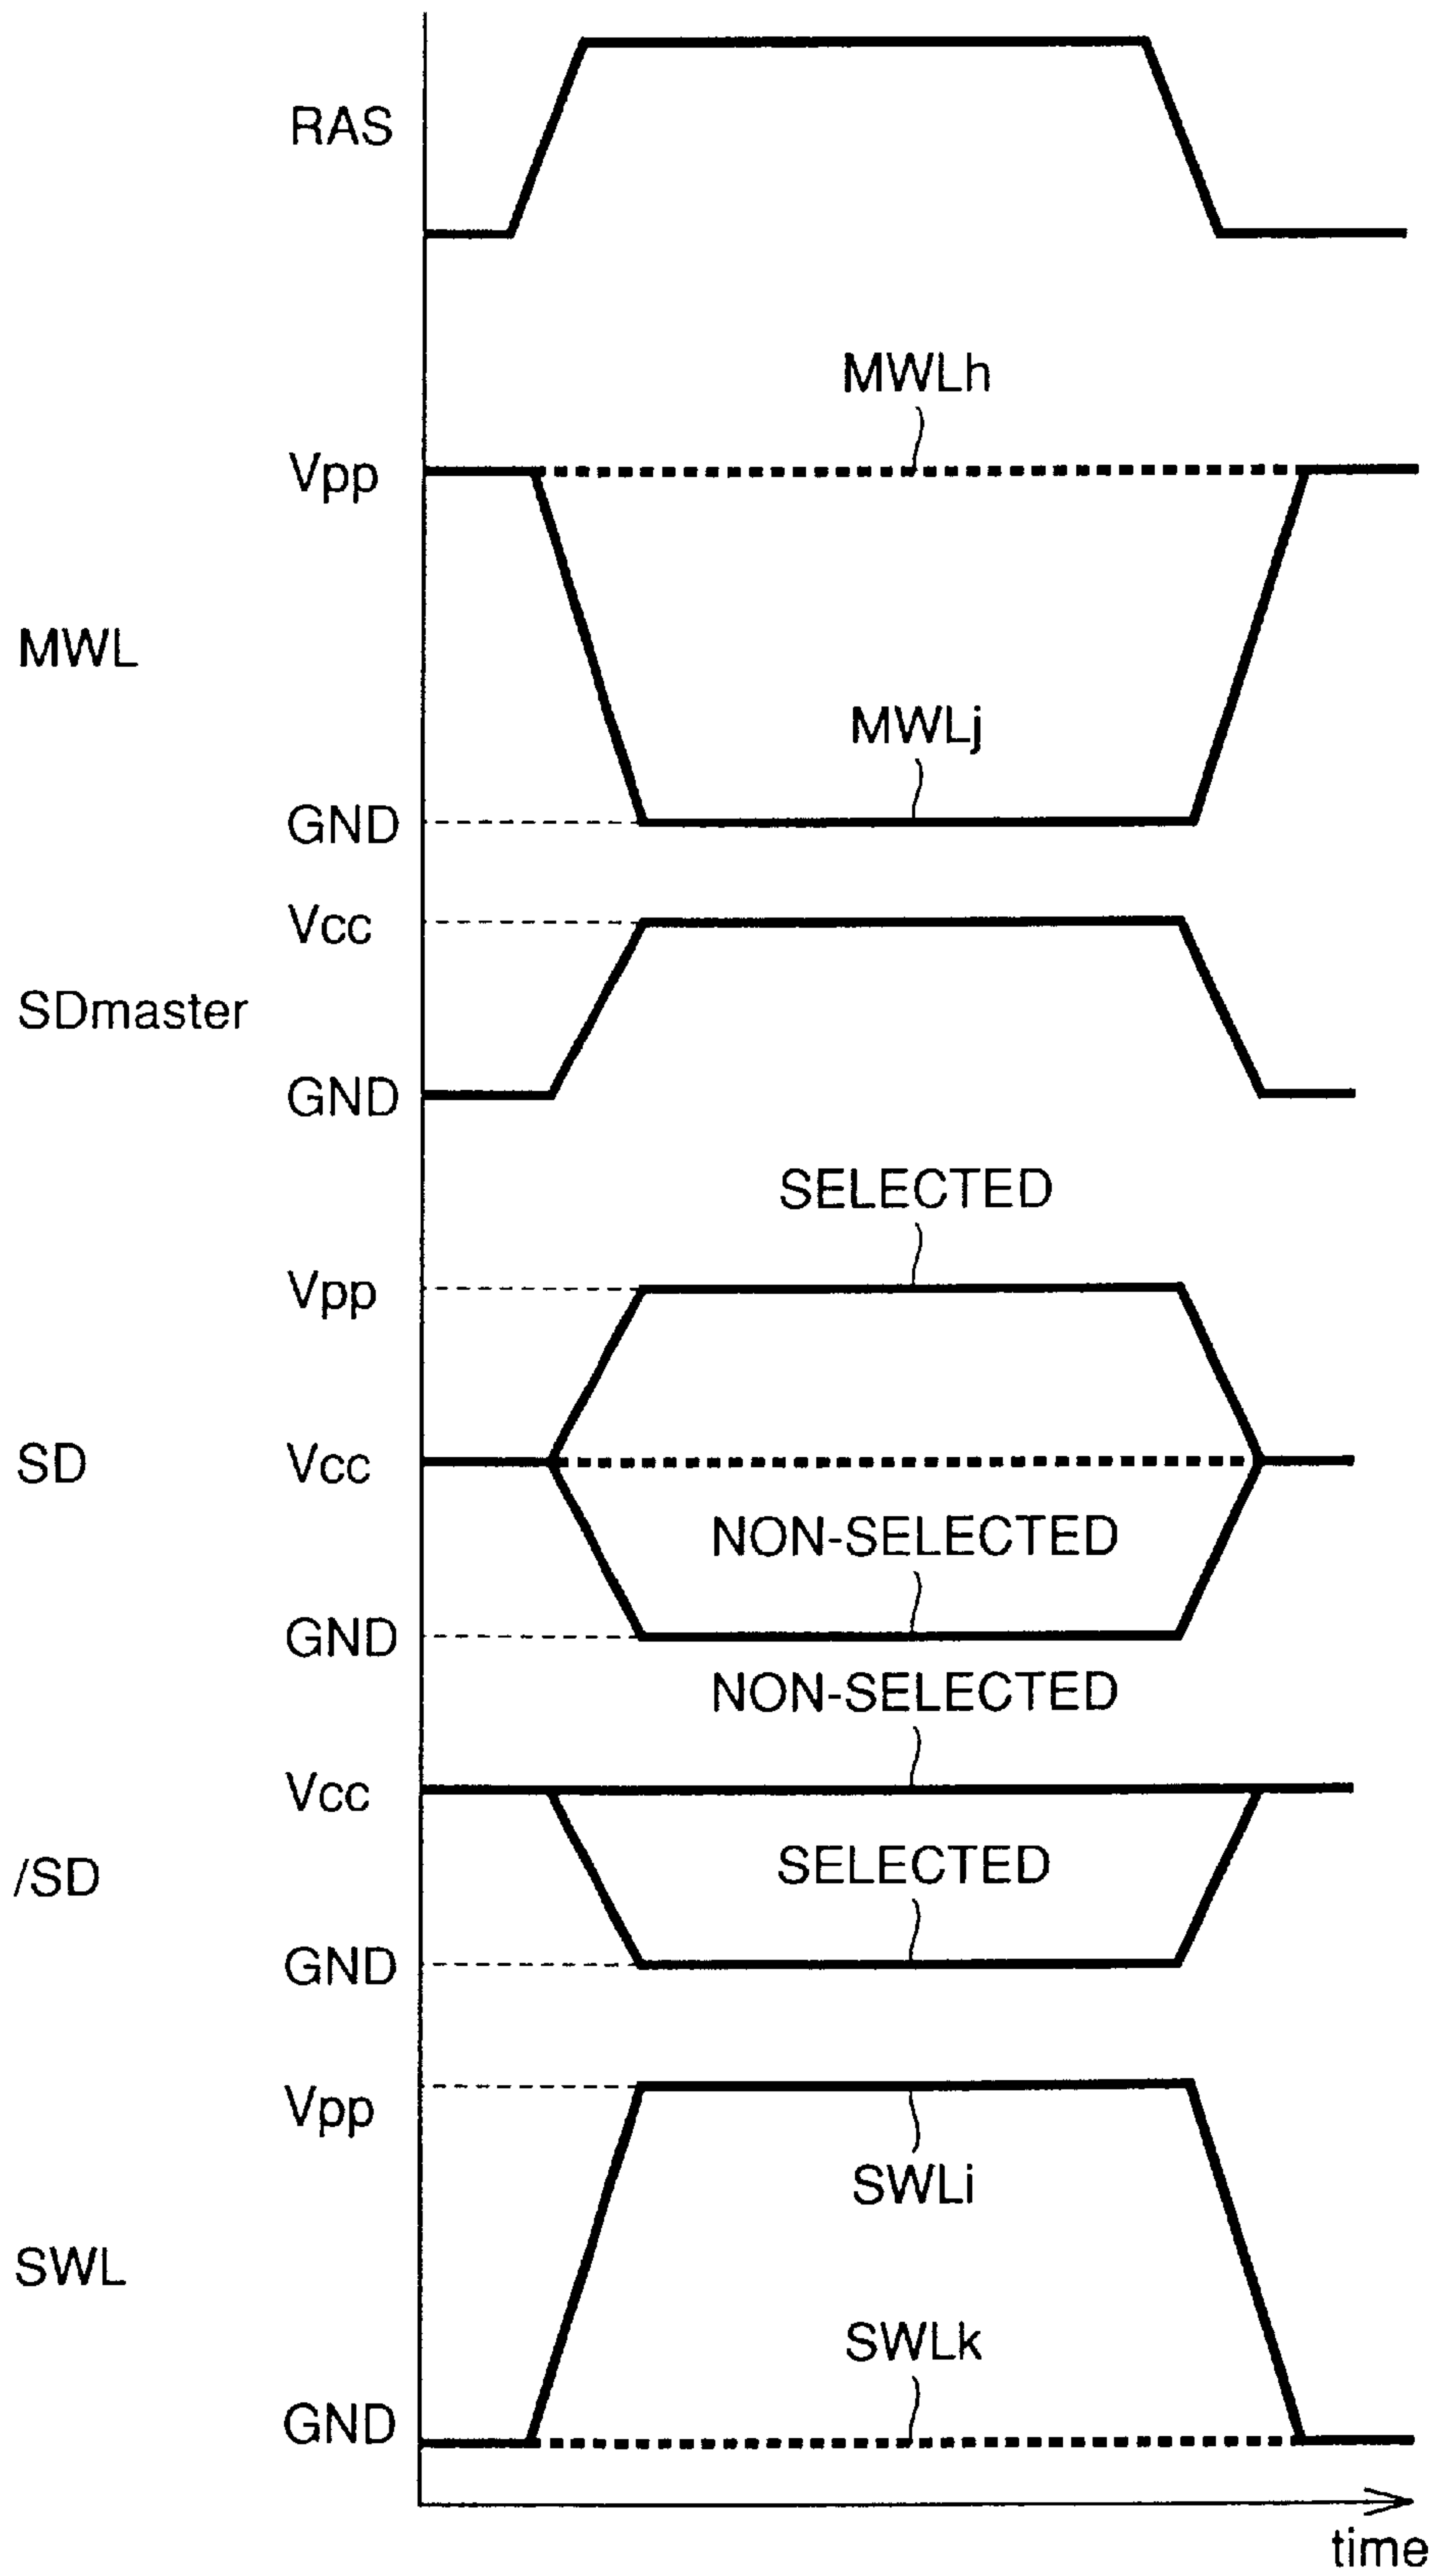 RAS
MWLh
Vpp
MWL
MWLj
GND
Vcc
SDmaster
GND
SELECTED
Vpp
SD
Vcc
NON-SELECTED
GND
NON-SELECTED
Vcc
/SD
SELECTED
GND
Vpp
SWLi
SWL
SWLk
GND
time